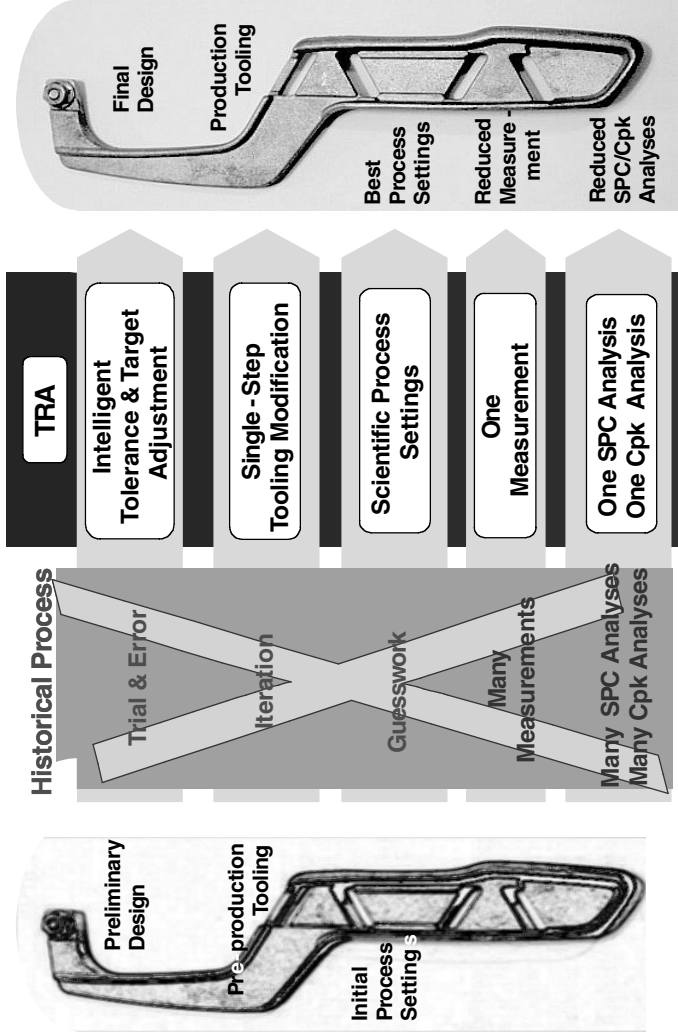 Preliminary
Design
Pre-production
Tooling
Initial
Process
Settings
Historical Process
Trial & Error
Iteration
Guesswork
Many
Measurements
Many SPC Analyses
Many Cpk Analyses
TRA
Intelligent
Tolerance & Target
Adjustment
Single-Step
Tooling Modification
Scientific Process
Settings
One
Measurement
One SPC Analysis
One Cpk Analysis
Final
Design
Production
Tooling
Best
Process
Settings
Reduced
Measure-
ment
Reduced
SPC/Cpk
Analyses